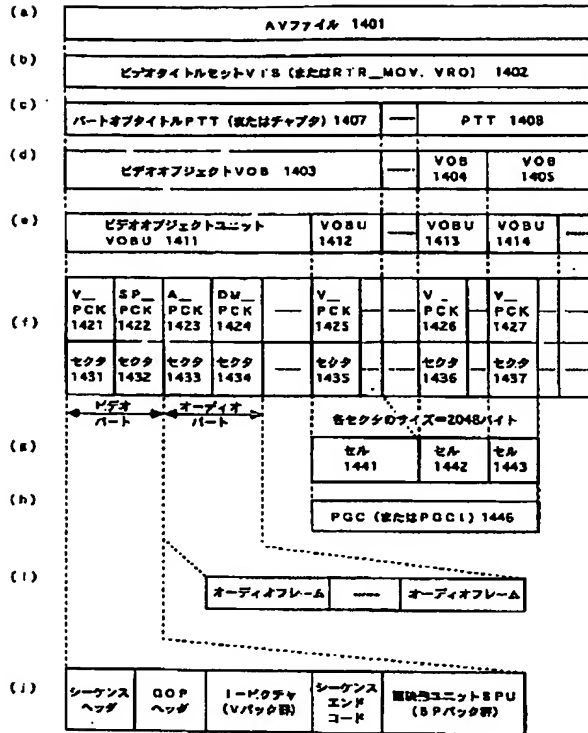 (a)
AVファイル 1401
(b)
ビデオタイトルセットVTS (またはRTR_MOV. VRO) 1402
(c)
パートオブタイトルPTT (またはチャプタ) 1407
PTT 1408
(d)
ビデオオブジェクトVOB 1403
VOB
1404
VOB
1405
(e)
ビデオオブジェクトユニット
VOBU 1411
VOBU
1412
VOBU
1413
VOBU
1414
(f)
V_
PCK
1421
SP_
PCK
1422
A_
PCK
1423
DM_
PCK
1424
V_
PCK
1425
V_
PCK
1426
V_
PCK
1427
セクタ
1431
セクタ
1432
セクタ
1433
セクタ
1434
セクタ
1435
セクタ
1436
セクタ
1437
ビデオ
パート
オーディオ
パート
各セクタのサイズ=2048バイト
(g)
セル
1441
セル
1442
セル
1443
(h)
PGC (またはPGCI) 1446
(i)
オーディオフレーム
オーディオフレーム
(j)
シーケンス
ヘッダ
GOP
ヘッダ
I-ピクチャ
(Vパック群)
シーケンス
エンド
コード
副映像ユニットSPU
(SPパック群)